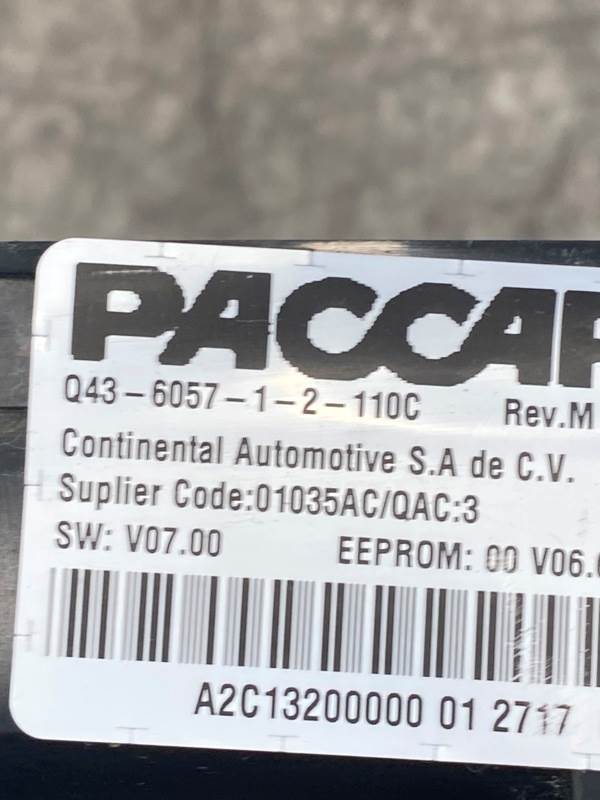 PACCAR
Q43-6057-1-2-110C Rev.M
Continental Automotive S.A de C.V.
Suplier Code:01035AC/QAC:3
SW: V07.00 EEPROM: 00 V06.
A2C13200000 01 2717